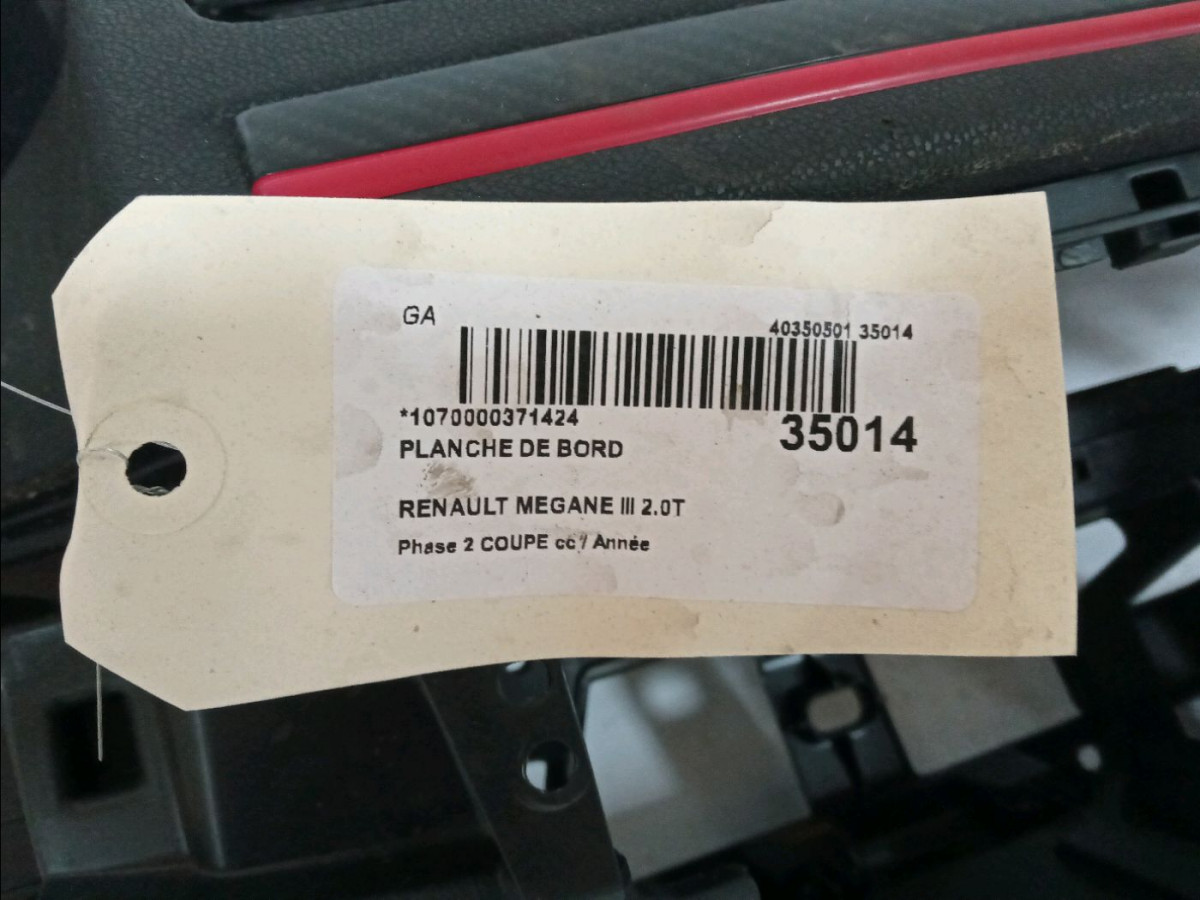 GA
40350501 35014
*1070000371424
35014
PLANCHE DE BORD
RENAULT MEGANE III 2.0T
Phase 2 COUPE cc / Année